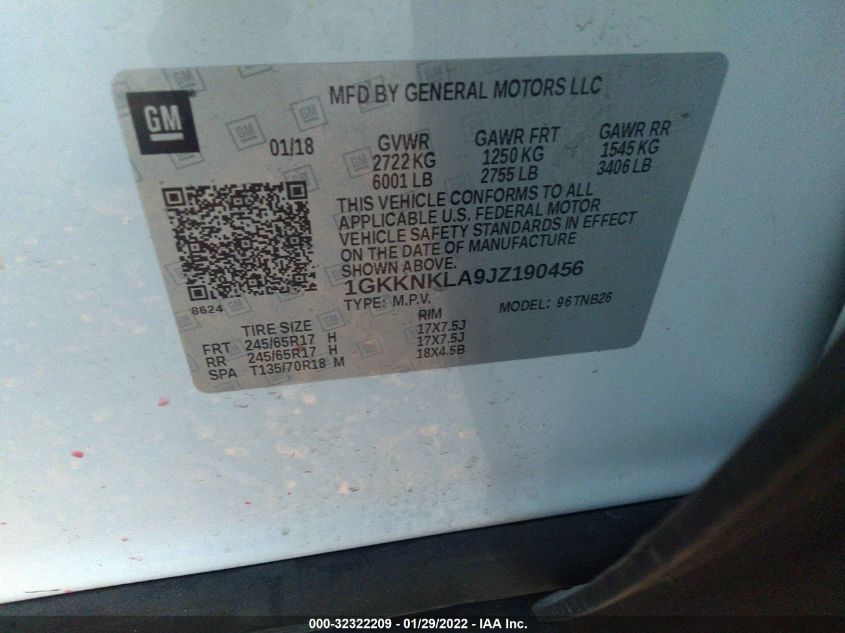 GM
MFD BY GENERAL MOTORS LLC
01/18 GVWR GAWR FRT GAWR RR
2722 KG 1250 KG 1545 KG
6001 LB 2755 LB 3406 LB
THIS VEHICLE CONFORMS TO ALL
APPLICABLE U.S. FEDERAL MOTOR
VEHICLE SAFETY STANDARDS IN EFFECT
ON THE DATE OF MANUFACTURE
SHOWN ABOVE.
1GKKNKLA9JZ190456
8624
TYPE: M.P.V. MODEL: 96TNB26
TIRE SIZE RIM
FRT 245/65R17 H 17X7.5J
RR 245/65R17 H 17X7.5J
SPA T135/70R18 M 18X4.5B
000-32322209 - 01/29/2022 - IAA Inc.